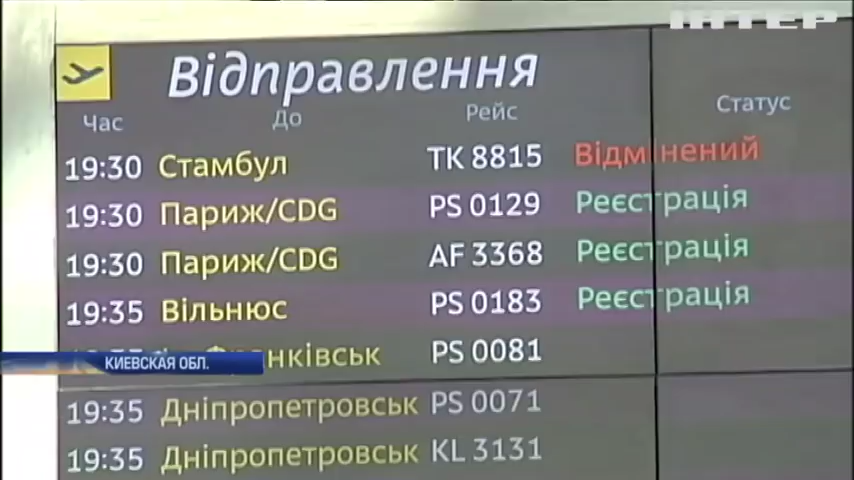 ІНТЕР
Відправлення
Час До Рейс Статус
19:30 Стамбул TK 8815 Відмінений
19:30 Париж/CDG PS 0129 Реєстрація
19:30 Париж/CDG AF 3368 Реєстрація
19:35 Вільнюс PS 0183 Реєстрація
PS 0081
КИЕВСКАЯ ОБЛ.
19:35 Дніпропетровськ PS 0071
19:35 Дніпропетровськ KL 3131